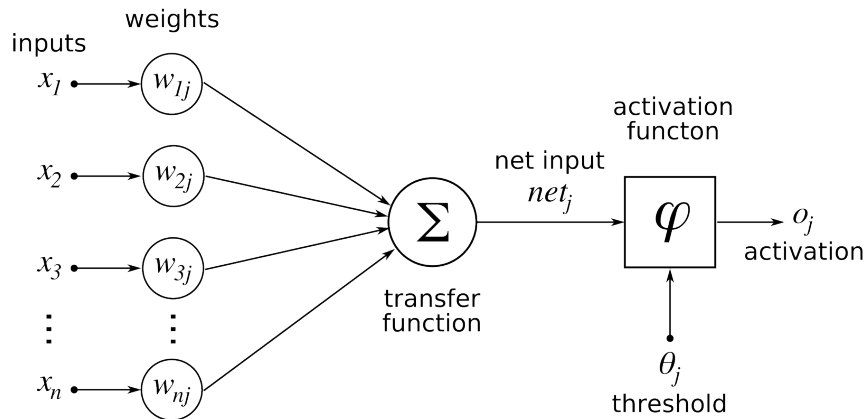 weights
inputs
x1
w1j
activation
functon
x2
w2j
net input
netj
Σ
φ
oj
activation
x3
w3j
transfer
function
⋮ ⋮
xn
wnj
θj
threshold